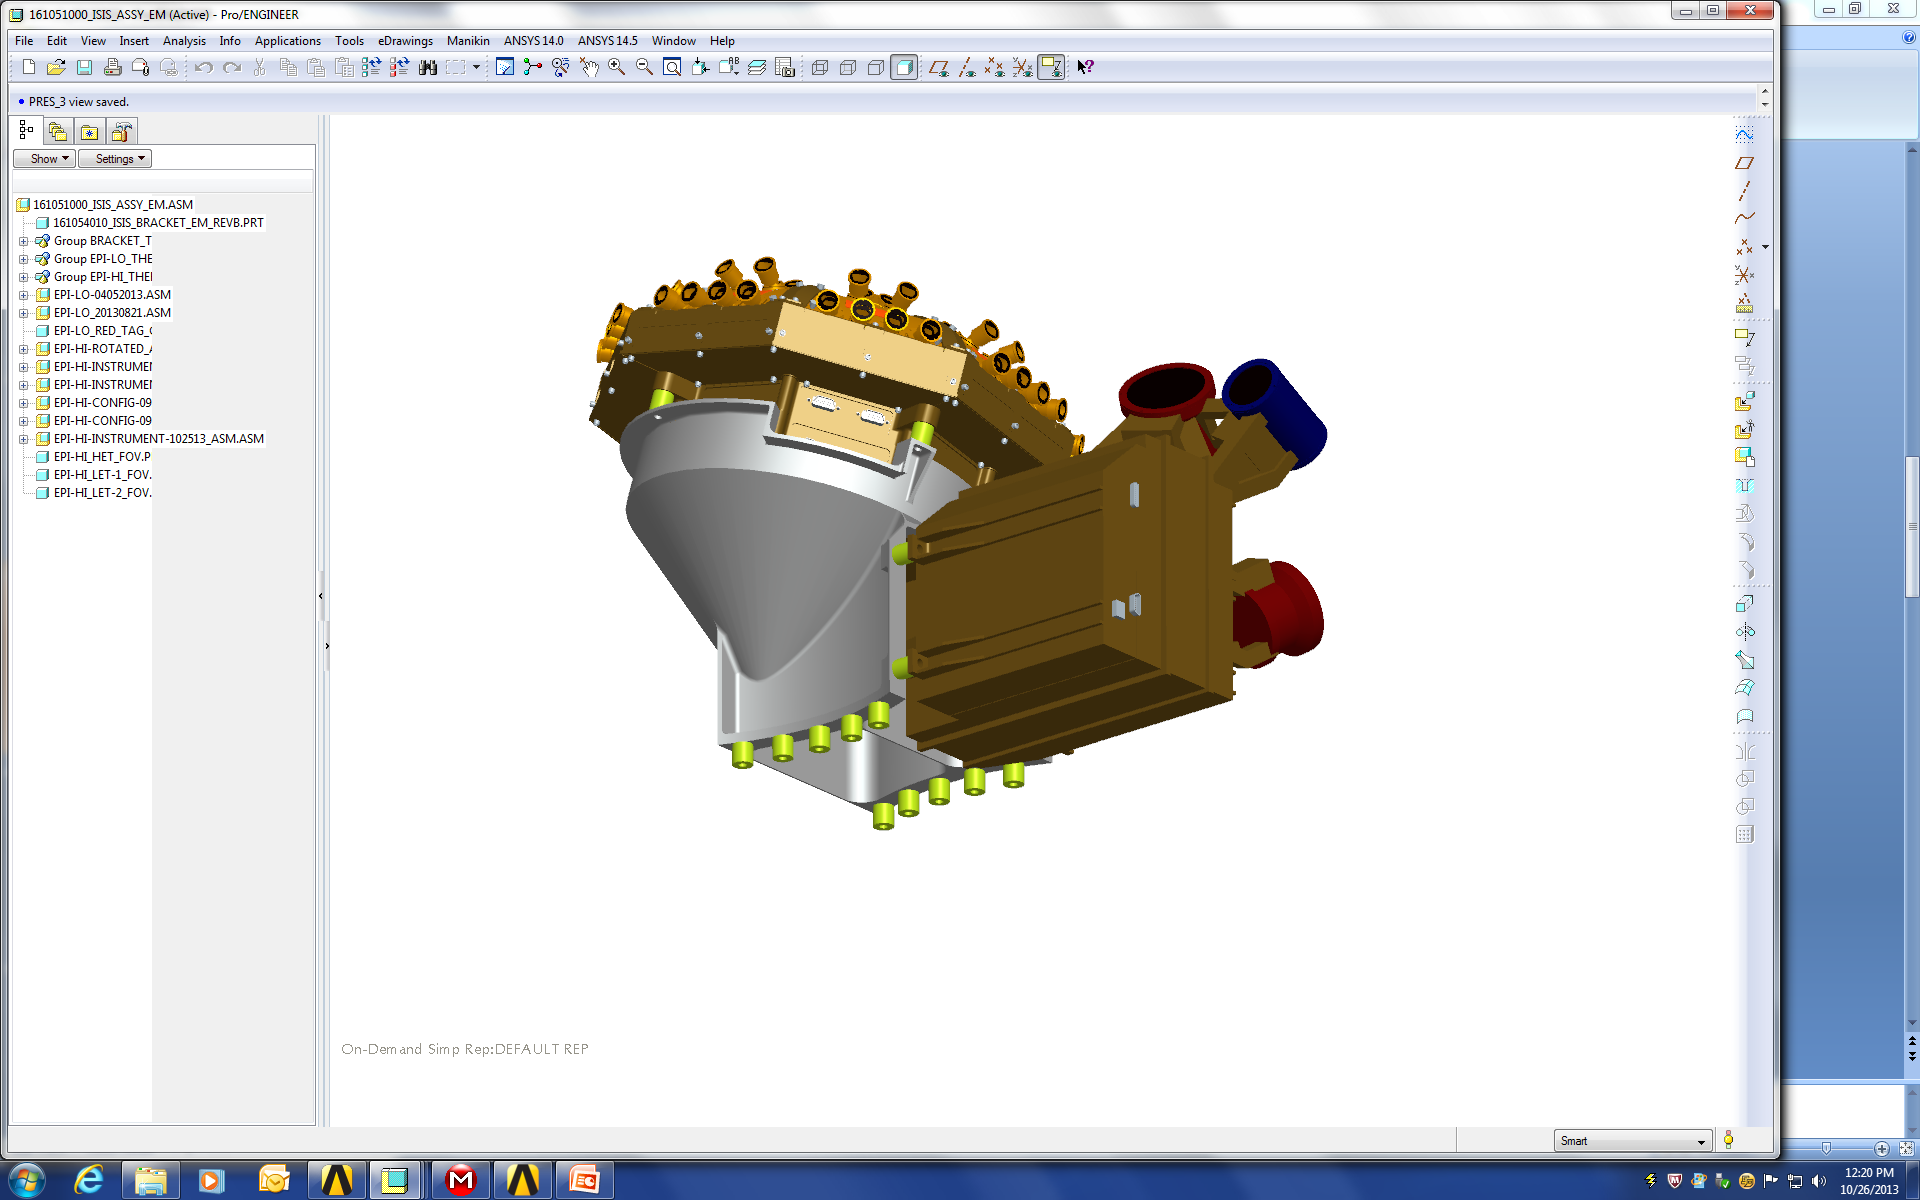 161051000_ISIS_ASSY_EM (Active) - Pro/ENGINEER
File Edit View Insert Analysis Info Applications Tools eDrawings Manikin ANSYS 14.0 ANSYS 14.5 Window Help
PRES_3 view saved.
Show Settings
161051000_ISIS_ASSY_EM.ASM
161054010_ISIS_BRACKET_EM_REVB.PRT
Group BRACKET_T
Group EPI-LO_THE
Group EPI-HI_THE
EPI-LO-04052013.ASM
EPI-LO_20130821.ASM
EPI-LO_RED_TAG_
EPI-HI-ROTATED_
EPI-HI-INSTRUME
EPI-HI-INSTRUME
EPI-HI-CONFIG-09
EPI-HI-CONFIG-09
EPI-HI-INSTRUMENT-102513_ASM.ASM
EPI-HI_HET_FOV.P
EPI-HI_LET-1_FOV.
EPI-HI_LET-2_FOV.
On-Demand Simp Rep:DEFAULT REP
Smart
12:20 PM
10/26/2013